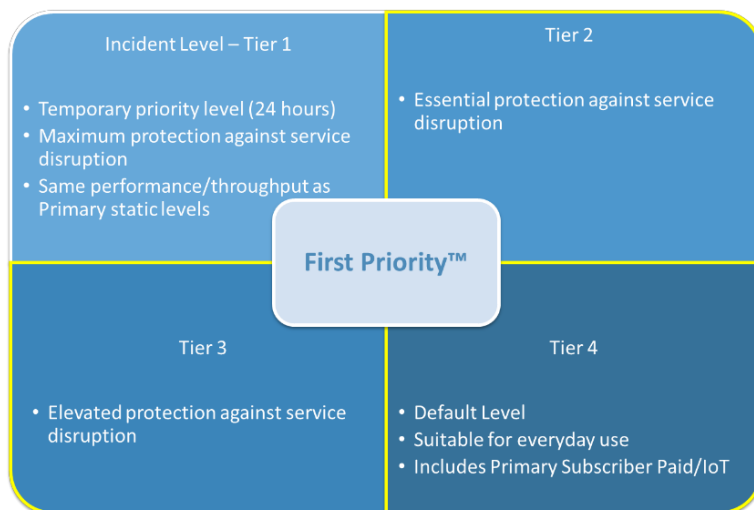 Incident Level – Tier 1
• Temporary priority level (24 hours)
• Maximum protection against service
disruption
• Same performance/throughput as
Primary static levels
Tier 2
• Essential protection against service
disruption
First Priority™
Tier 3
• Elevated protection against service
disruption
Tier 4
• Default Level
• Suitable for everyday use
• Includes Primary Subscriber Paid/IoT